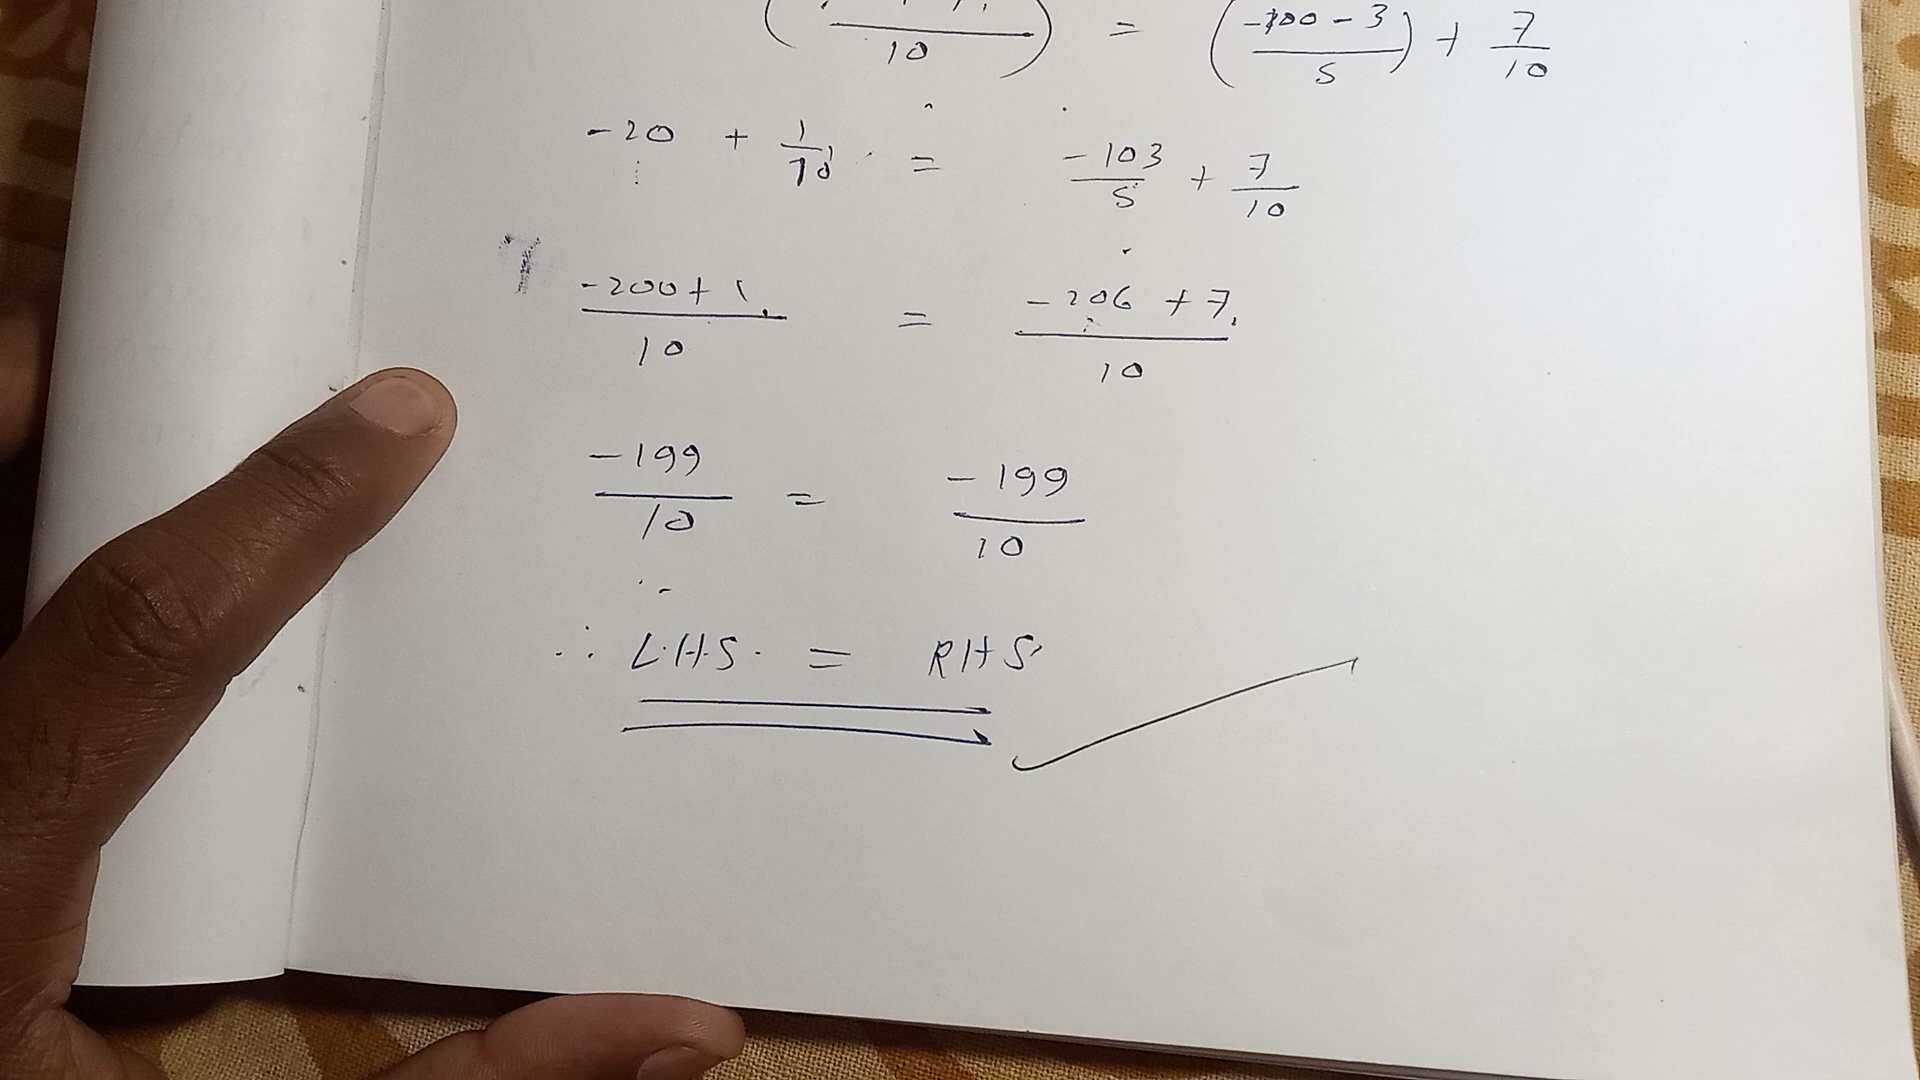 ( / 10 ) = ( -100 - 3 / 5 ) + 7/10
-20 + 1/10 = -103/5 + 7/10
-200 + 1 / 10 = -206 + 7 / 10
-199/10 = -199/10
∴ L.H.S. = RHS